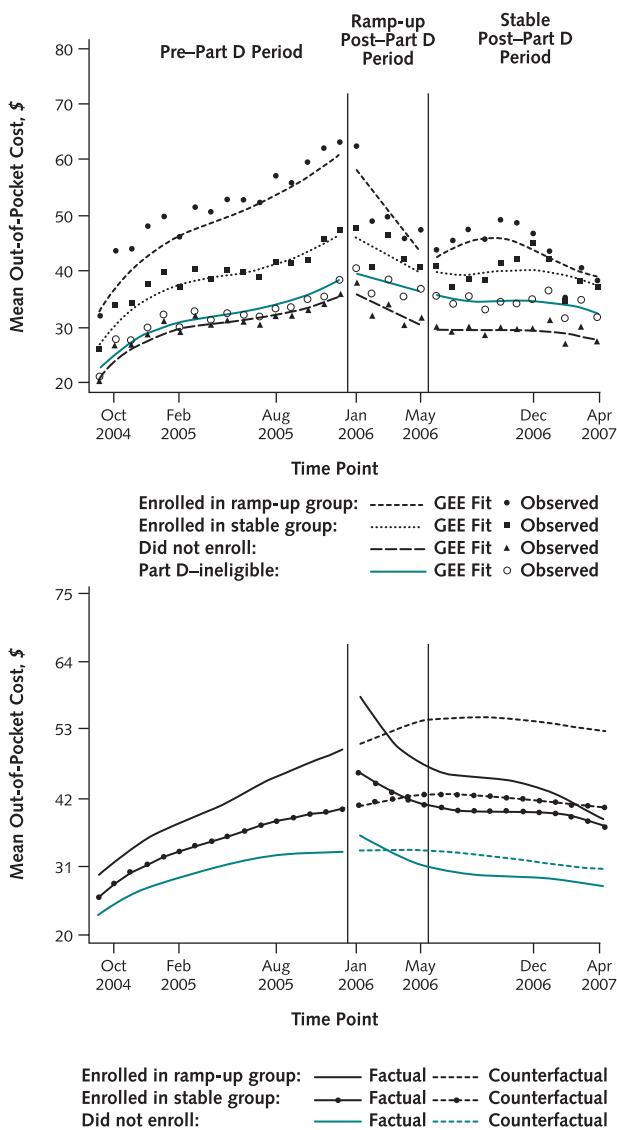 Pre–Part D Period
Ramp-up
Post–Part D
Period
Stable
Post–Part D
Period
Mean Out-of-Pocket Cost, $
80
70
60
50
40
30
20
Oct
2004
Feb
2005
Aug
2005
Jan
2006
May
2006
Dec
2006
Apr
2007
Time Point
Enrolled in ramp-up group: GEE Fit Observed
Enrolled in stable group: GEE Fit Observed
Did not enroll: GEE Fit Observed
Part D–ineligible: GEE Fit Observed
Mean Out-of-Pocket Cost, $
75
64
53
42
31
20
Oct
2004
Feb
2005
Aug
2005
Jan
2006
May
2006
Dec
2006
Apr
2007
Time Point
Enrolled in ramp-up group: Factual Counterfactual
Enrolled in stable group: Factual Counterfactual
Did not enroll: Factual Counterfactual